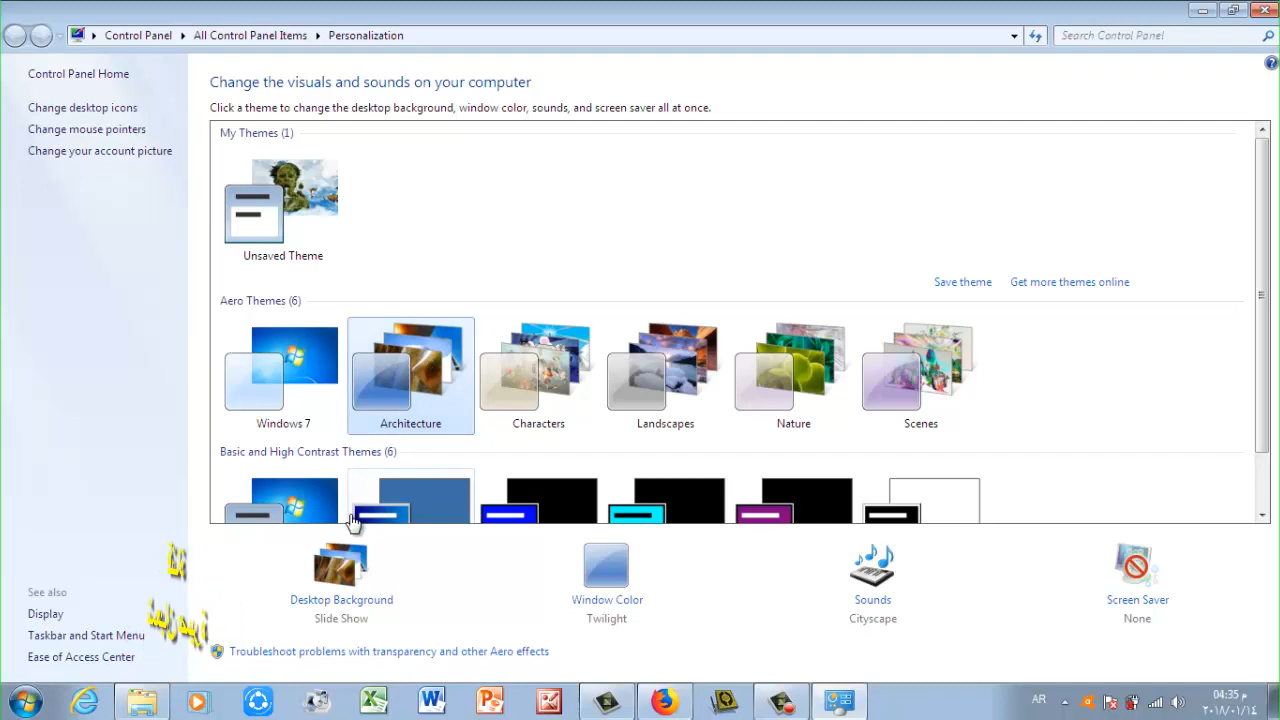 Control Panel ▸ All Control Panel Items ▸ Personalization
Search Control Panel
Control Panel Home
Change desktop icons
Change mouse pointers
Change your account picture
Change the visuals and sounds on your computer
Click a theme to change the desktop background, window color, sounds, and screen saver all at once.
My Themes (1)
Unsaved Theme
Save theme Get more themes online
Aero Themes (6)
Windows 7 Architecture Characters Landscapes Nature Scenes
Basic and High Contrast Themes (6)
Desktop Background Window Color Sounds Screen Saver
Slide Show Twilight Cityscape None
See also
Display
Taskbar and Start Menu
Ease of Access Center
Troubleshoot problems with transparency and other Aero effects
AR
04:35 م
٢٠١٨/٠١/١٤